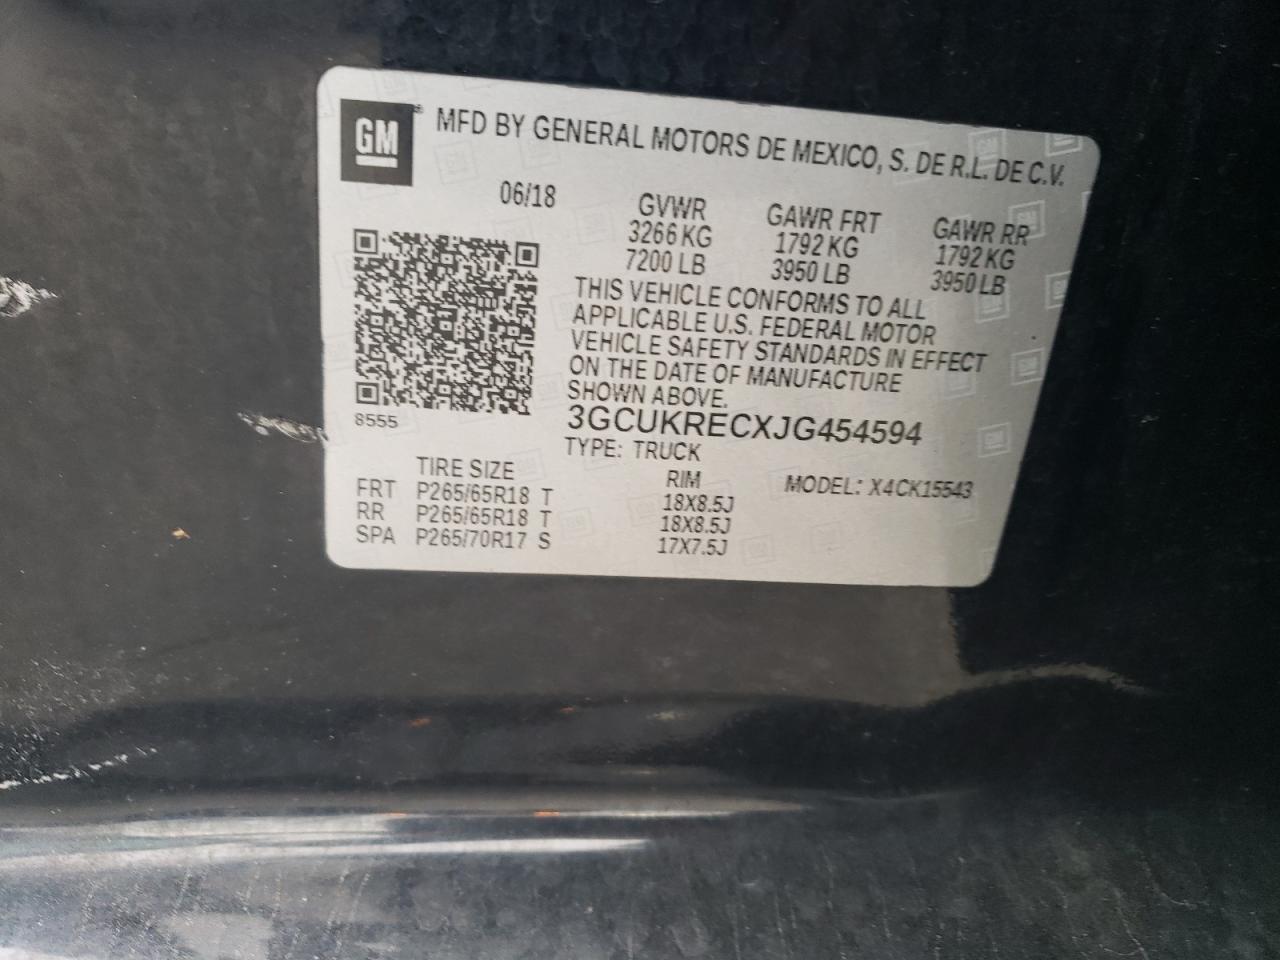 GM® MFD BY GENERAL MOTORS DE MEXICO, S. DE R.L. DE C.V.
06/18
GVWR GAWR FRT GAWR RR
3266 KG 1792 KG 1792 KG
7200 LB 3950 LB 3950 LB
THIS VEHICLE CONFORMS TO ALL
APPLICABLE U.S. FEDERAL MOTOR
VEHICLE SAFETY STANDARDS IN EFFECT
ON THE DATE OF MANUFACTURE
SHOWN ABOVE.
8555
3GCUKRECXJG454594
TYPE: TRUCK
TIRE SIZE RIM MODEL: X4CK15543
FRT P265/65R18 T 18X8.5J
RR P265/65R18 T 18X8.5J
SPA P265/70R17 S 17X7.5J